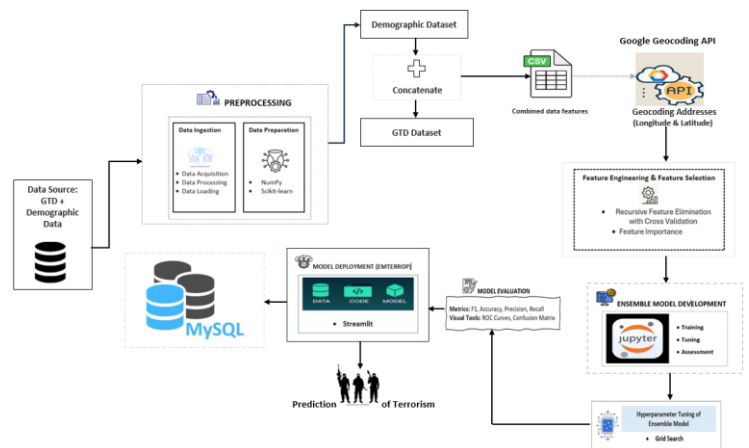 Data Source:
GTD +
Demographic
Data
PREPROCESSING
Data Ingestion
Data Acquisition
Data Processing
Data Loading
Data Preparation
NumPy
Scikit-learn
Demographic Dataset
Concatenate
GTD Dataset
CSV
Combined data features
Google Geocoding API
API
Geocoding Addresses
(Longitude & Latitude)
Feature Engineering & Feature Selection
Recursive Feature Elimination
with Cross Validation
Feature Importance
ENSEMBLE MODEL DEVELOPMENT
jupyter
Training
Tuning
Assessment
Hyperparameter Tuning of
Ensemble Model
Grid Search
MODEL EVALUATION
Metrics: F1, Accuracy, Precision, Recall
Visual Tools: ROC Curves, Confusion Matrix
MODEL DEPLOYMENT (EMTERROP)
DATA CODE MODEL
Streamlit
MySQL
Prediction of Terrorism